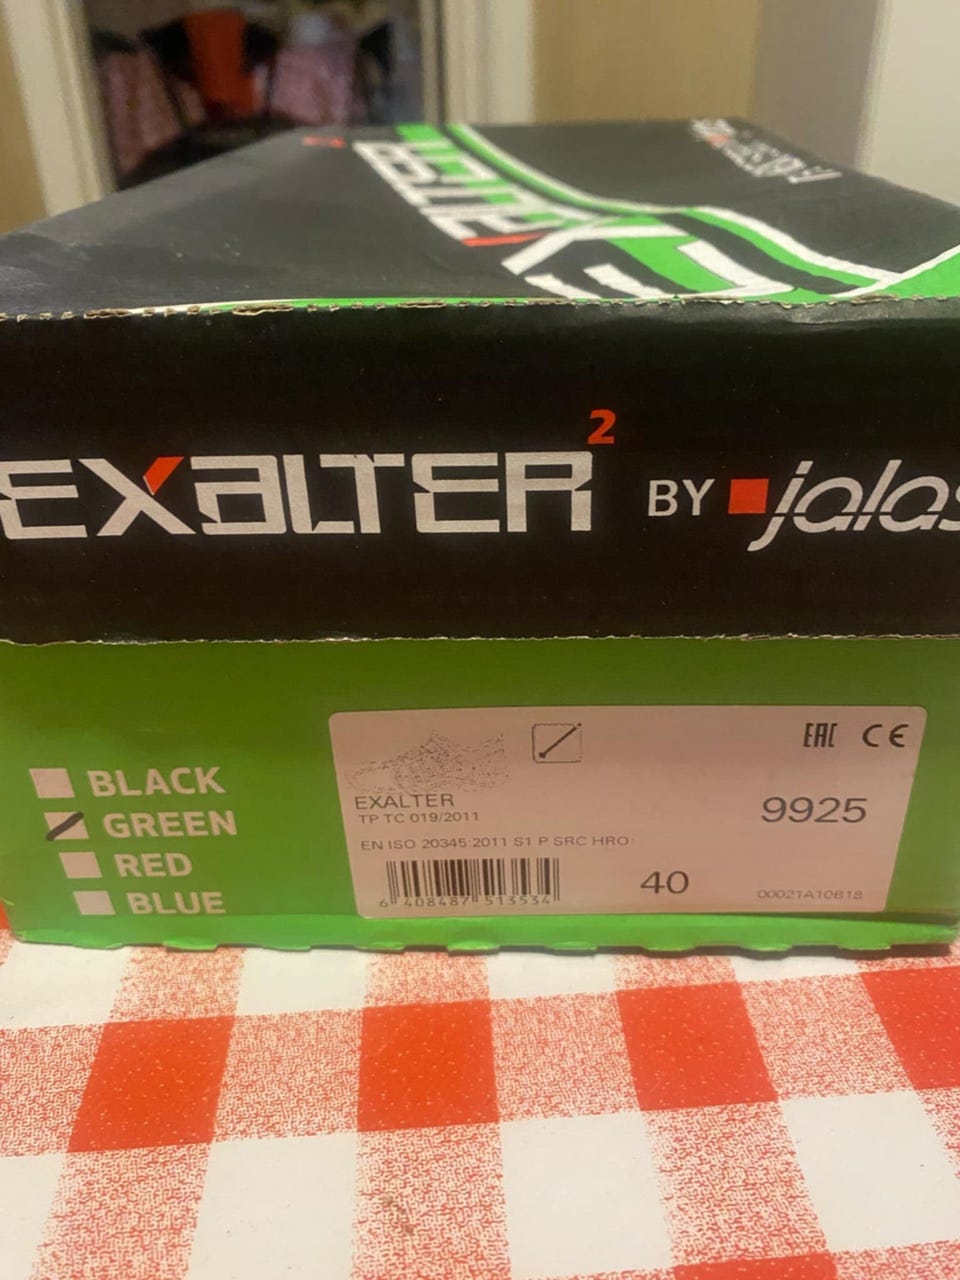 EXALTER
EXALTER²
BY jalas
BLACK
GREEN
RED
BLUE
EAC CE
EXALTER
TP TC 019/2011
9925
EN ISO 20345:2011 S1 P SRC HRO
6 408487 513534
40
00021A10B18